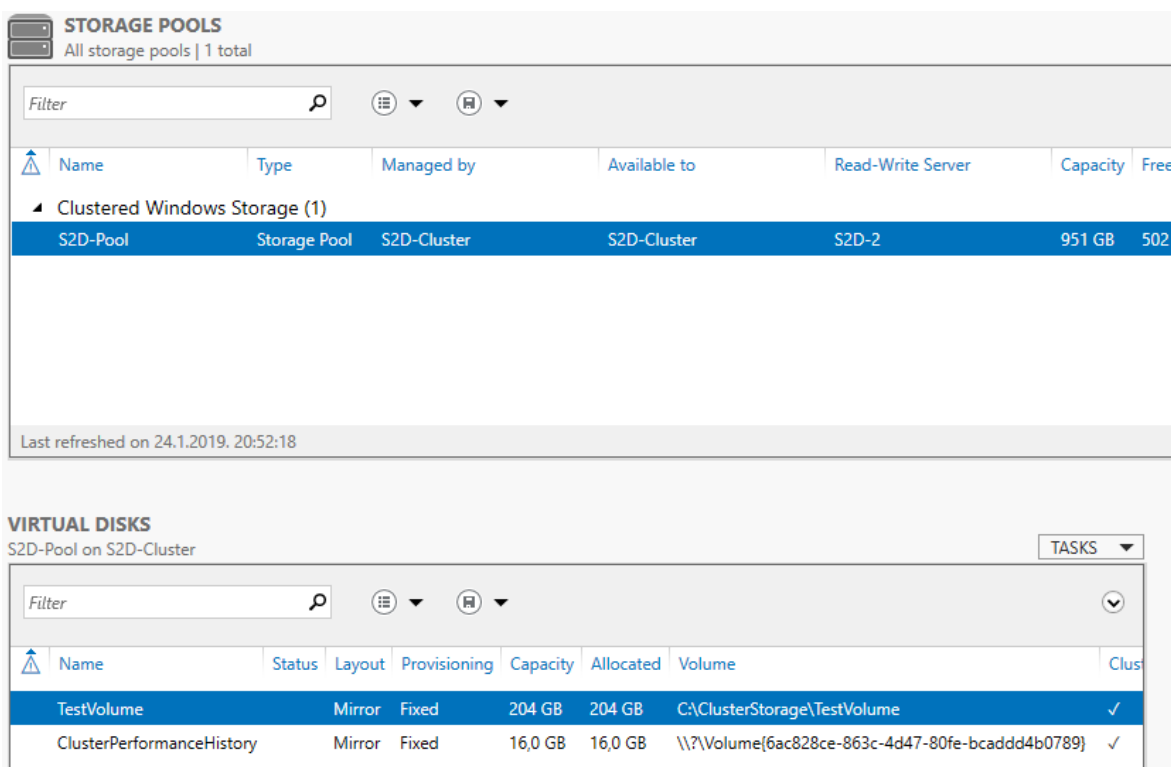 STORAGE POOLS
All storage pools | 1 total
Filter
Name Type Managed by Available to Read-Write Server Capacity Free
Clustered Windows Storage (1)
S2D-Pool Storage Pool S2D-Cluster S2D-Cluster S2D-2 951 GB 502
Last refreshed on 24.1.2019. 20:52:18
VIRTUAL DISKS
S2D-Pool on S2D-Cluster
TASKS
Filter
Name Status Layout Provisioning Capacity Allocated Volume Clust
TestVolume Mirror Fixed 204 GB 204 GB C:\ClusterStorage\TestVolume ✓
ClusterPerformanceHistory Mirror Fixed 16,0 GB 16,0 GB \\?\Volume{6ac828ce-863c-4d47-80fe-bcaddd4b0789} ✓